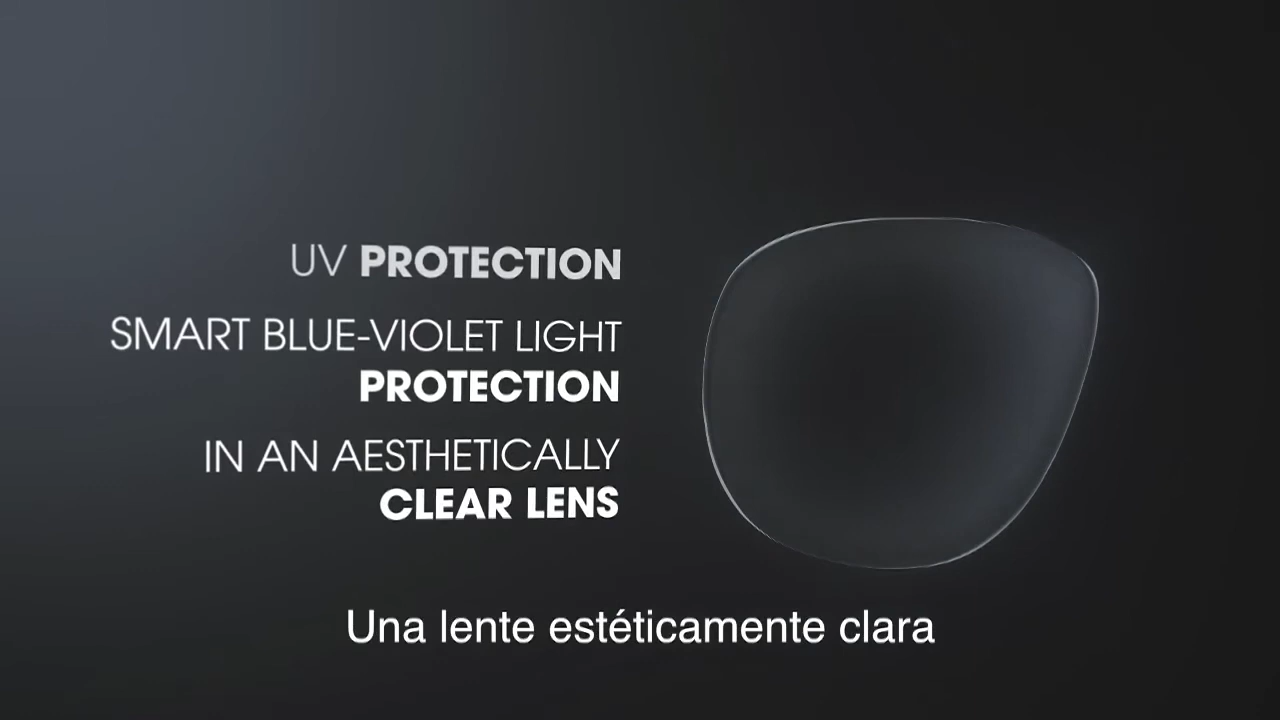 UV PROTECTION
SMART BLUE-VIOLET LIGHT
PROTECTION
IN AN AESTHETICALLY
CLEAR LENS
Una lente estéticamente clara